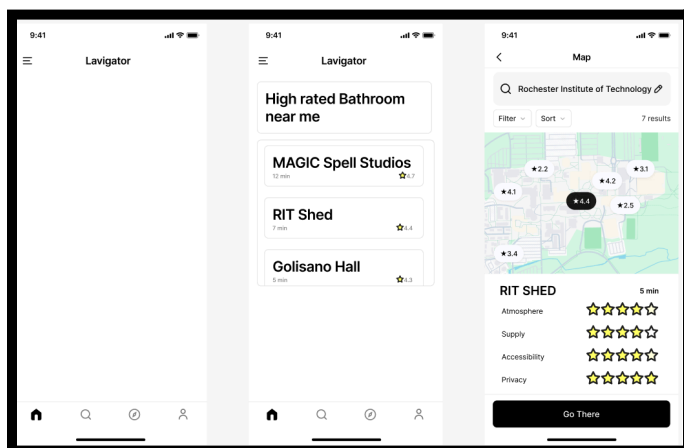 9:41
Lavigator
9:41
Lavigator
High rated Bathroom
near me
MAGIC Spell Studios
12 min
4.7
RIT Shed
7 min
4.4
Golisano Hall
5 min
4.3
9:41
Map
Rochester Institute of Technology
Filter
Sort
7 results
★2.2
★3.1
★4.2
★4.1
★4.4
★2.5
★3.4
RIT SHED
5 min
Atmosphere
Supply
Accessibility
Privacy
Go There